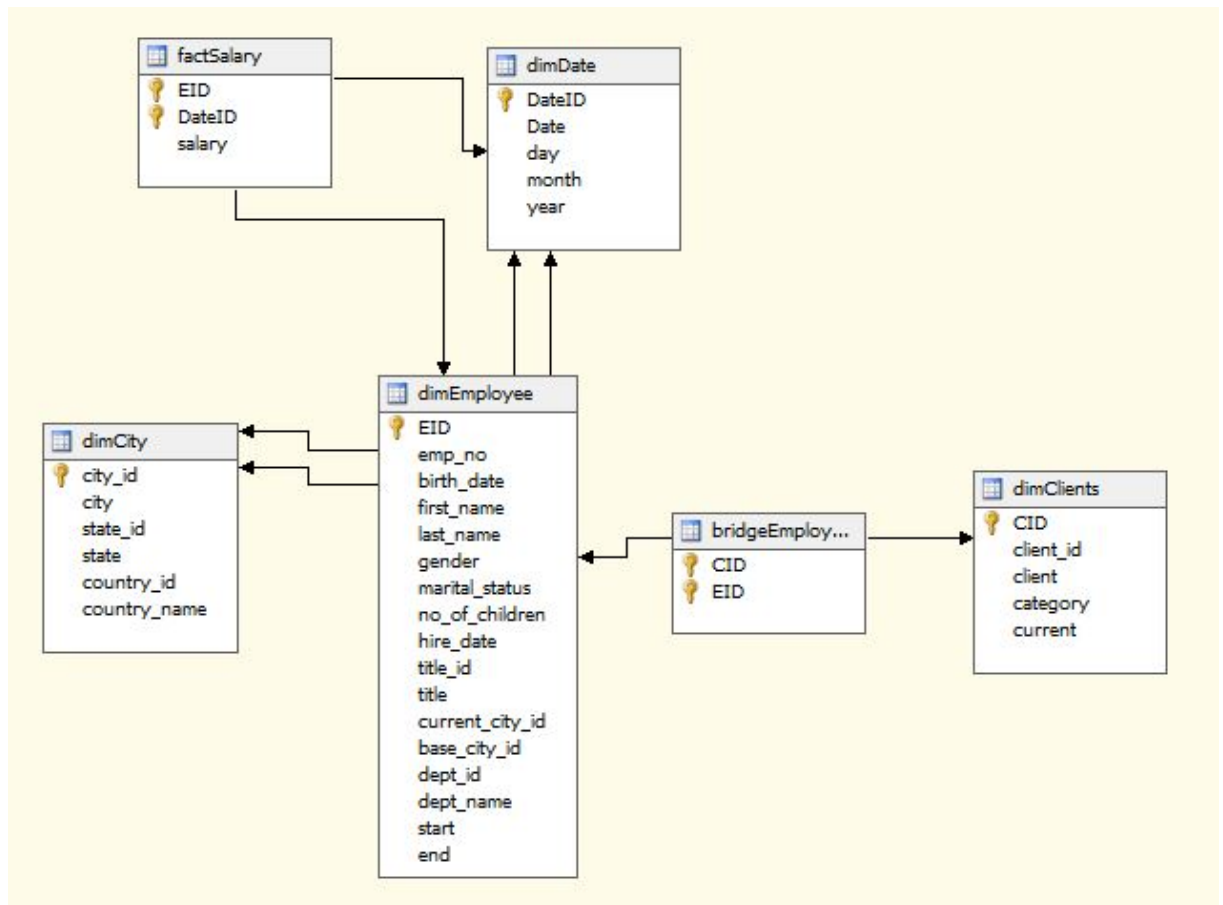 factSalary
EID
DateID
salary
dimDate
DateID
Date
day
month
year
dimEmployee
EID
emp_no
birth_date
first_name
last_name
gender
marital_status
no_of_children
hire_date
title_id
title
current_city_id
base_city_id
dept_id
dept_name
start
end
dimCity
city_id
city
state_id
state
country_id
country_name
bridgeEmploy...
CID
EID
dimClients
CID
client_id
client
category
current